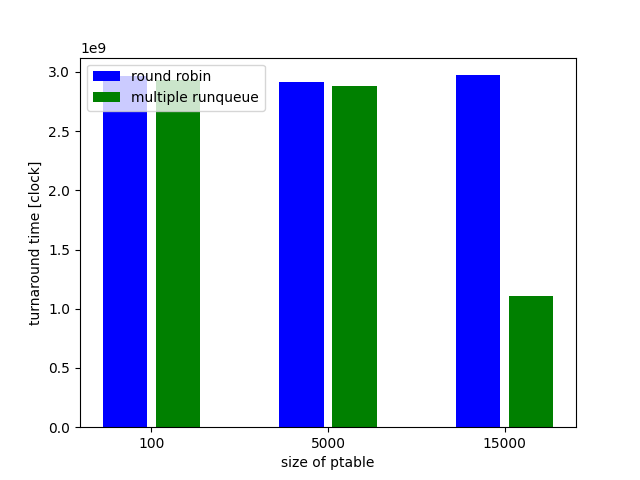 1e9
round robin
multiple runqueue
3.0
2.5
2.0
1.5
1.0
0.5
0.0
turnaround time [clock]
100 5000 15000
size of ptable